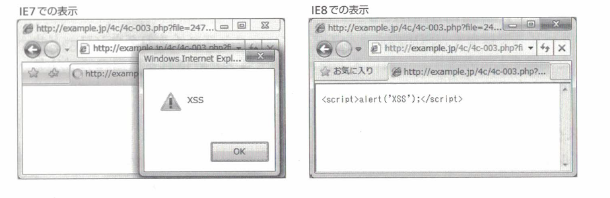 IE7での表示
http://example.jp/4c/4c-003.php?file=247...
http://example.jp/4c/4c-003.php?fi
http://examp
Windows Internet Expl...
XSS
OK
IE8での表示
http://example.jp/4c/4c-003.php?file=24...
http://example.jp/4c/4c-003.php?fi
お気に入り
http://example.jp/4c/4c-003.php?...
<script>alert('XSS');</script>